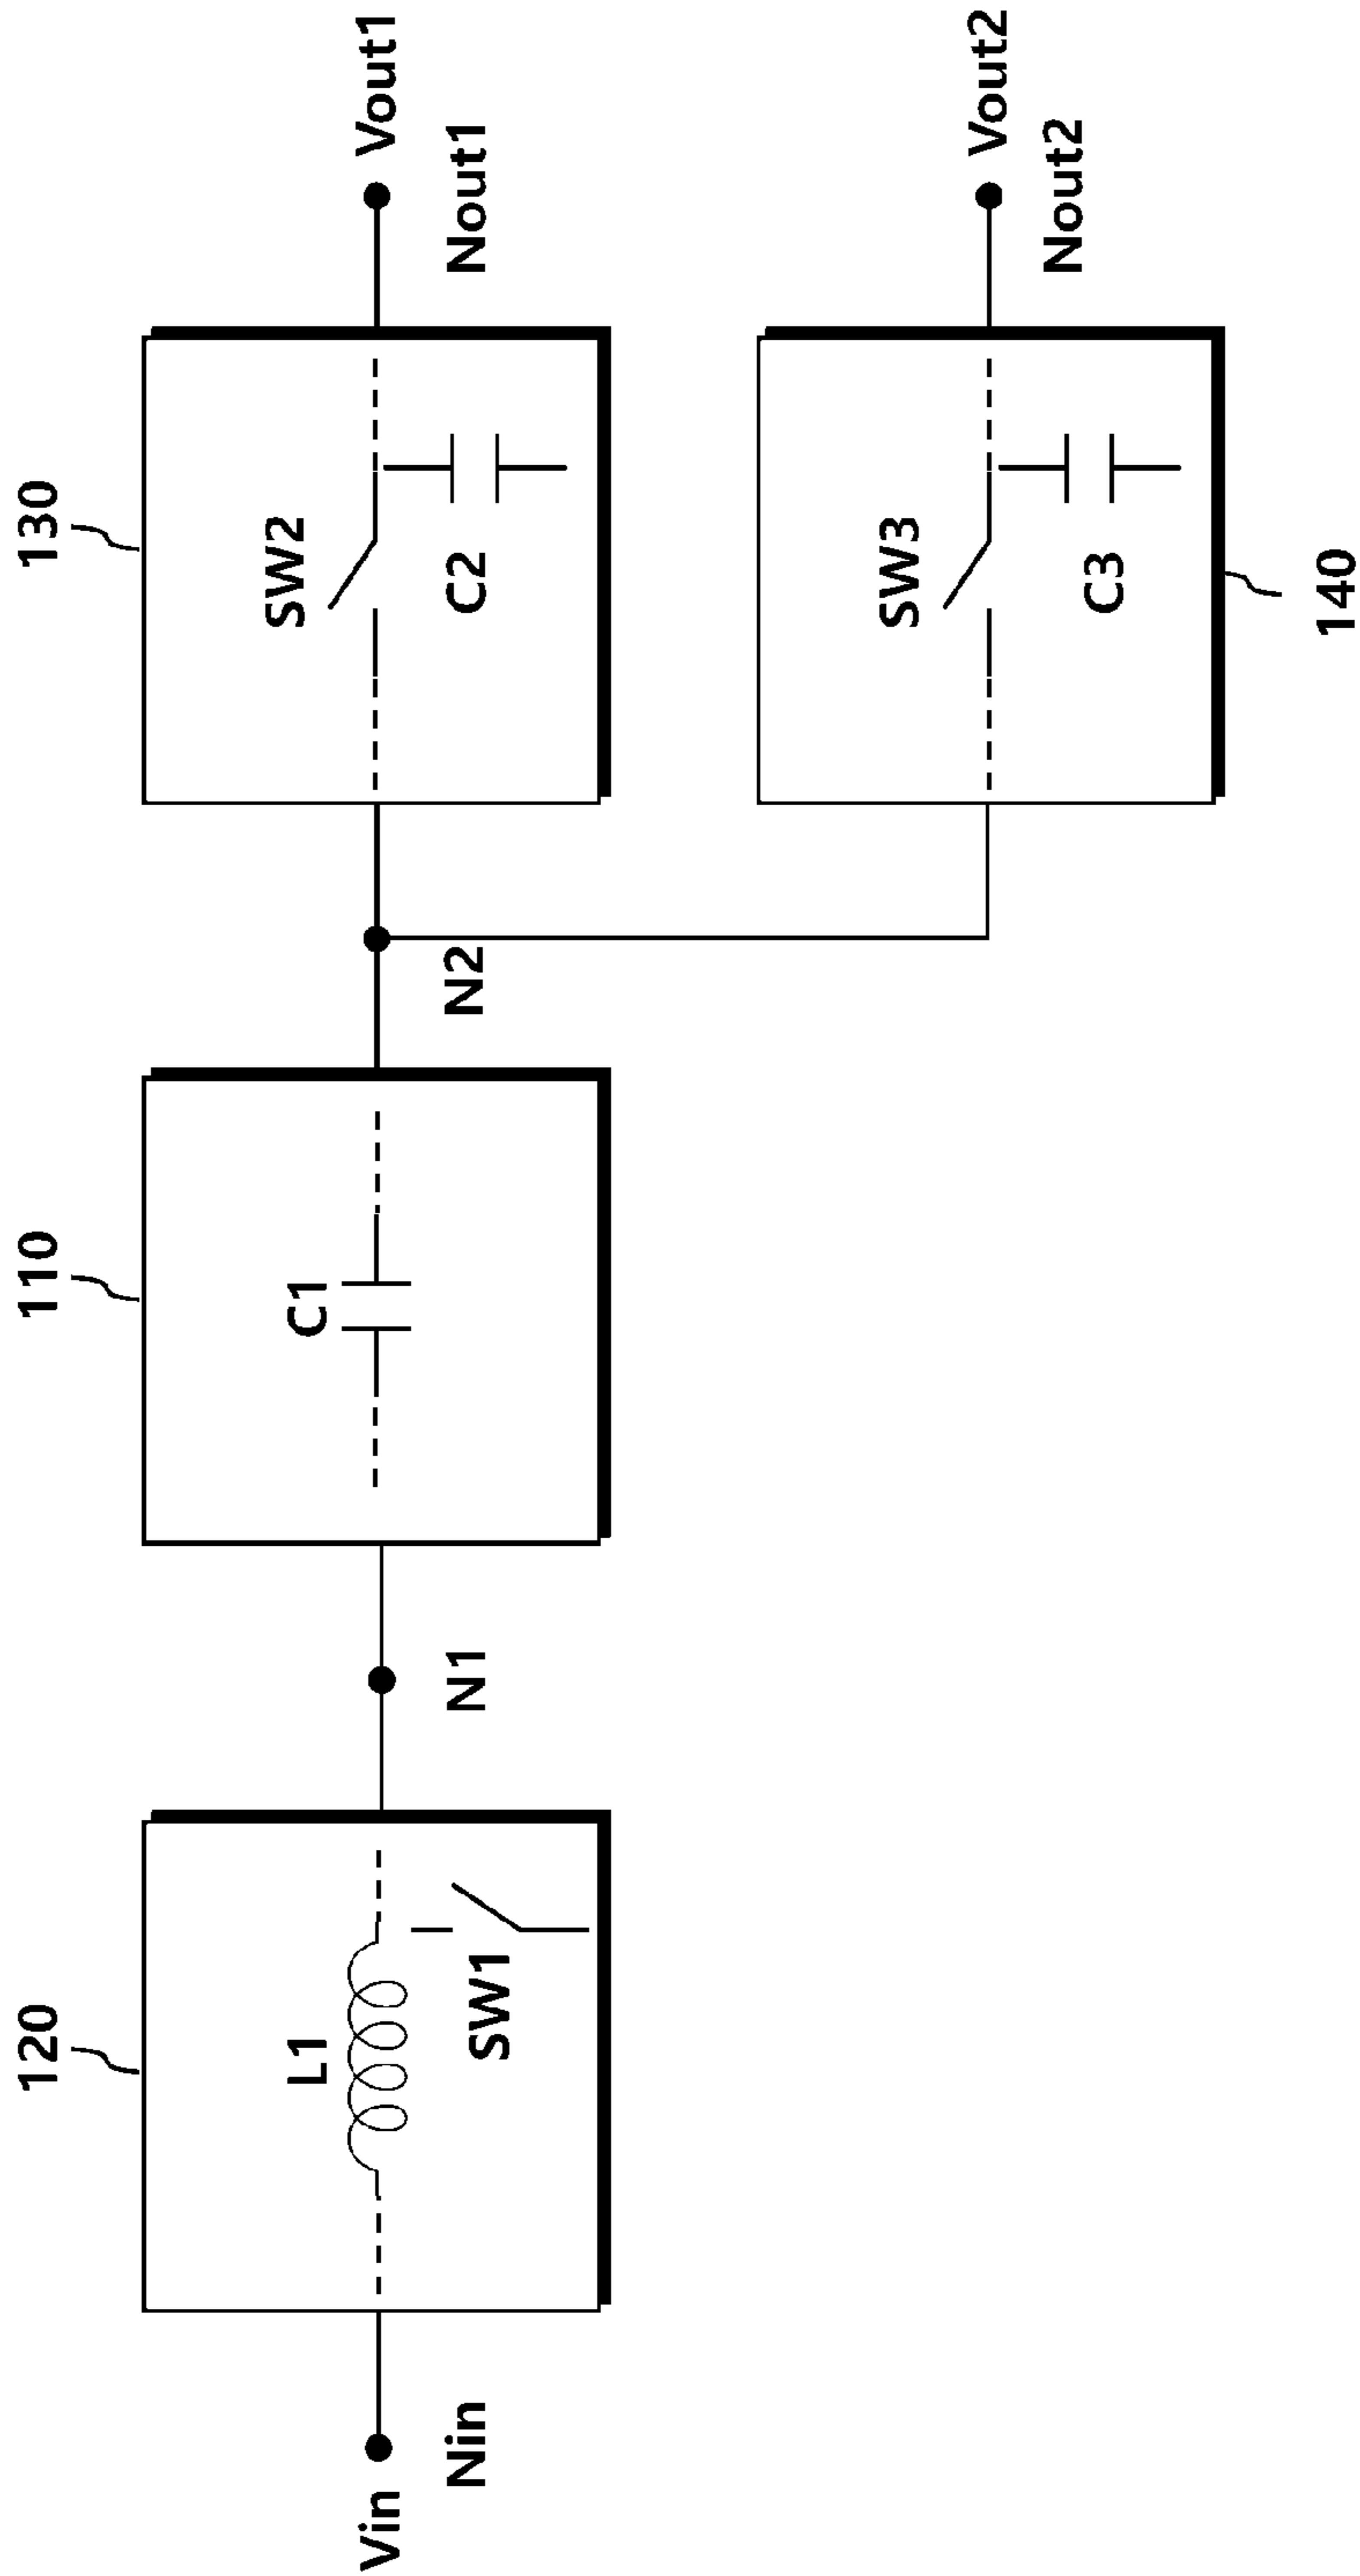 120
110
130
L1
C1
SW2
Vin
Vout1
Nin
SW1
N1
N2
C2
Nout1
SW3
Vout2
C3
Nout2
140